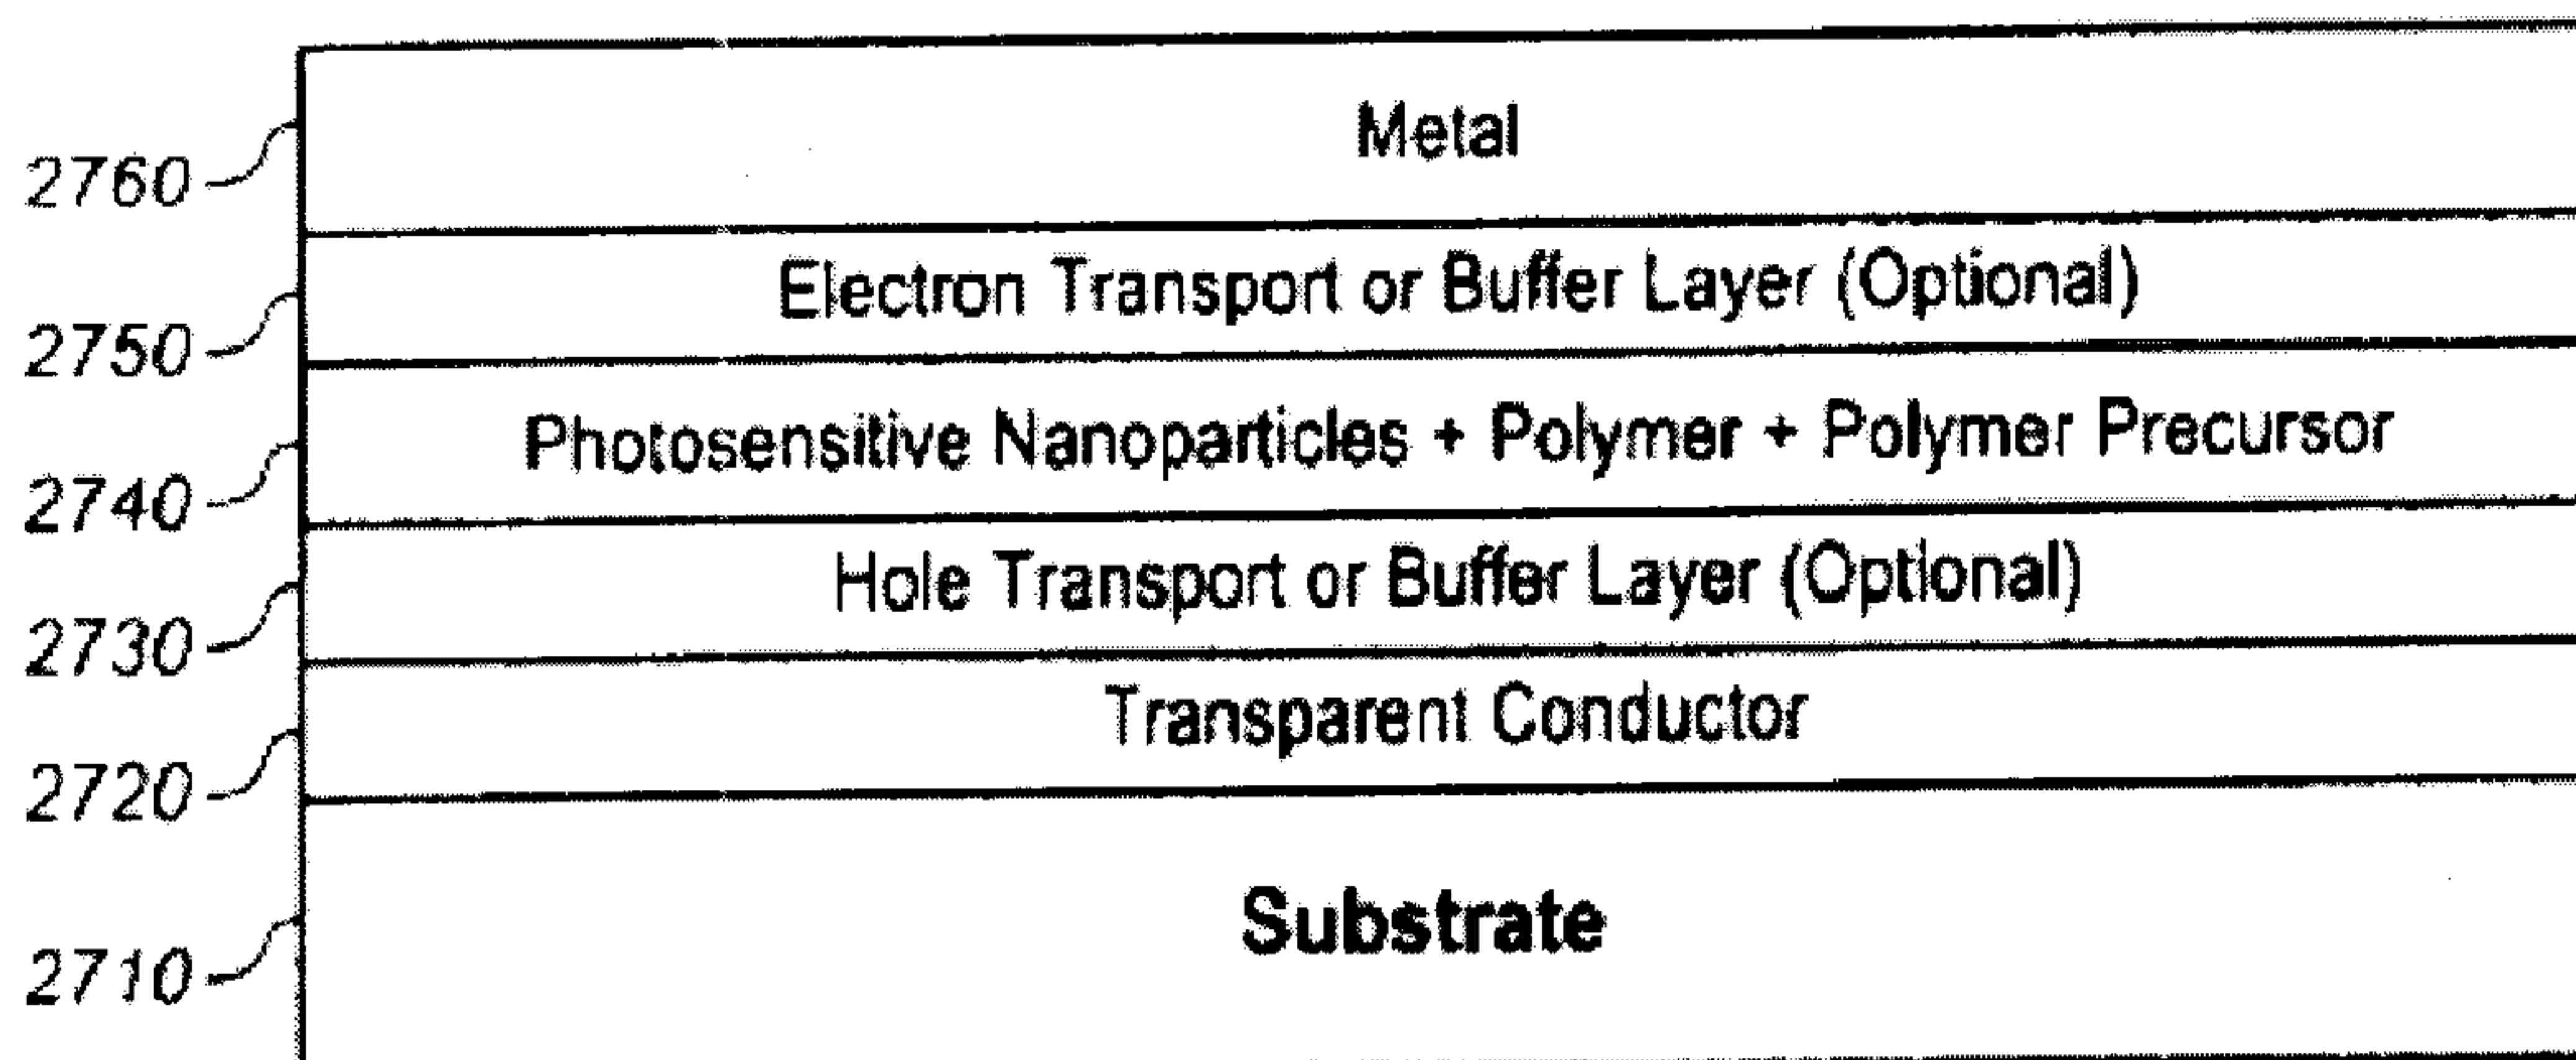 Metal
2760
Electron Transport or Buffer Layer (Optional)
2750
Photosensitive Nanoparticles + Polymer + Polymer Precursor
2740
Hole Transport or Buffer Layer (Optional)
2730
Transparent Conductor
2720
Substrate
2710